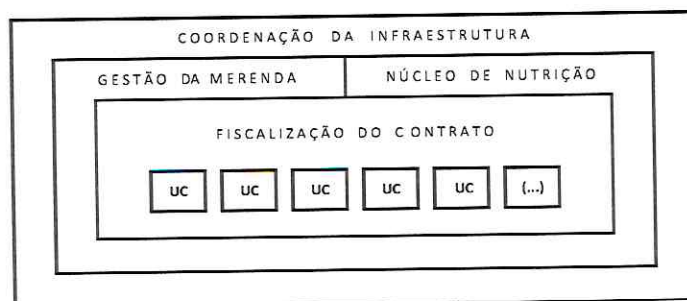 COORDENAÇÃO DA INFRAESTRUTURA
GESTÃO DA MERENDA NÚCLEO DE NUTRIÇÃO
FISCALIZAÇÃO DO CONTRATO
UC UC UC UC UC (...)